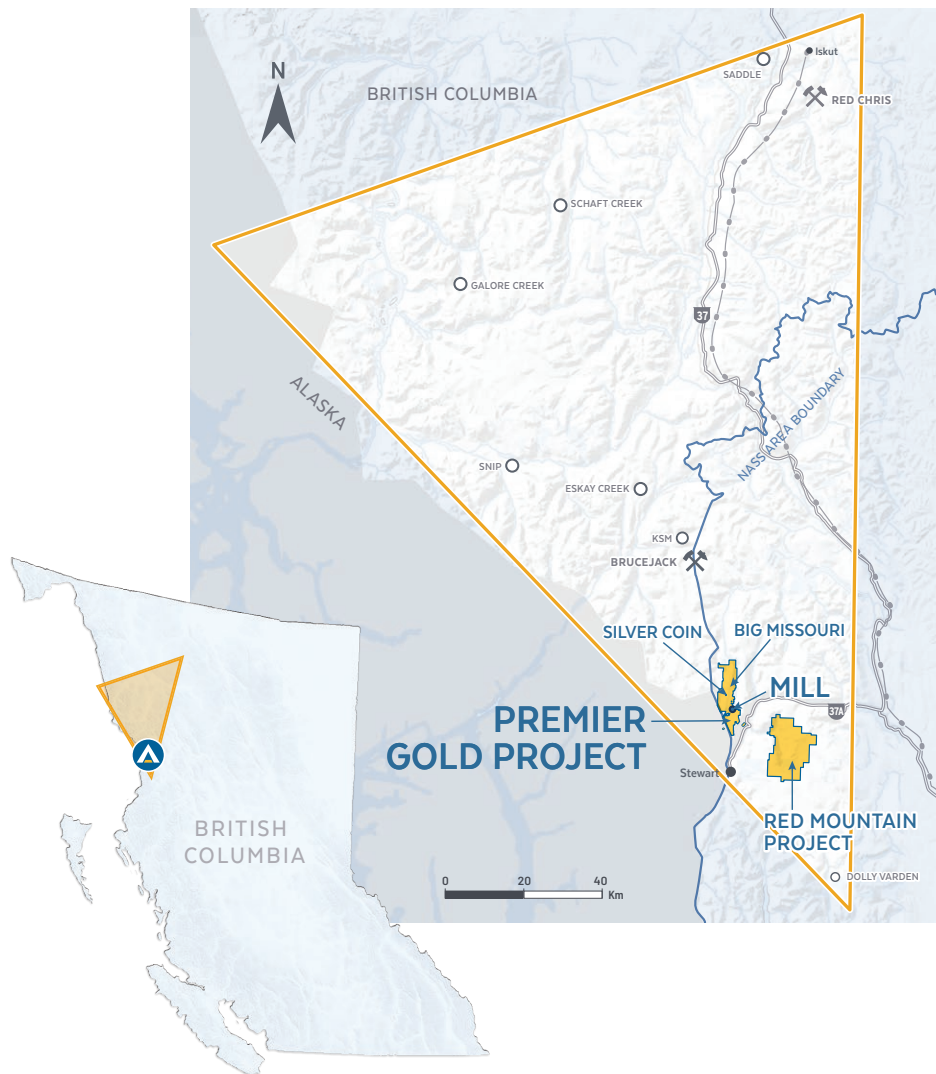 N
BRITISH COLUMBIA
SADDLE
Iskut
RED CHRIS
SCHAFT CREEK
GALORE CREEK
37
ALASKA
NASS AREA BOUNDARY
SNIP
ESKAY CREEK
KSM
BRUCEJACK
SILVER COIN
BIG MISSOURI
MILL
PREMIER
GOLD PROJECT
37A
Stewart
RED MOUNTAIN
PROJECT
DOLLY VARDEN
0 20 40
Km
BRITISH
COLUMBIA